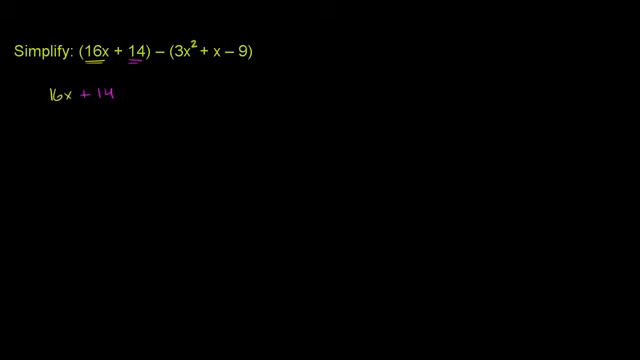 Simplify: (16x + 14) – (3x² + x – 9)
16x + 14